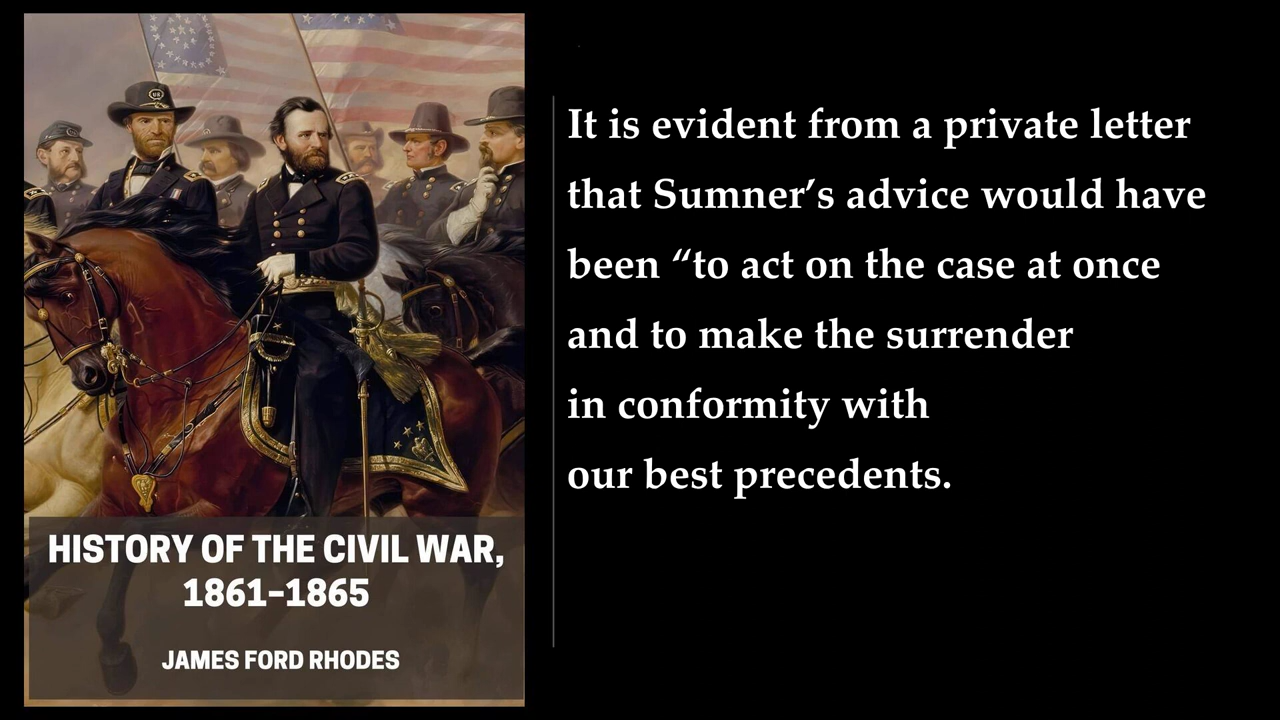 HISTORY OF THE CIVIL WAR,
1861–1865
JAMES FORD RHODES
It is evident from a private letter
that Sumner’s advice would have
been “to act on the case at once
and to make the surrender
in conformity with
our best precedents.